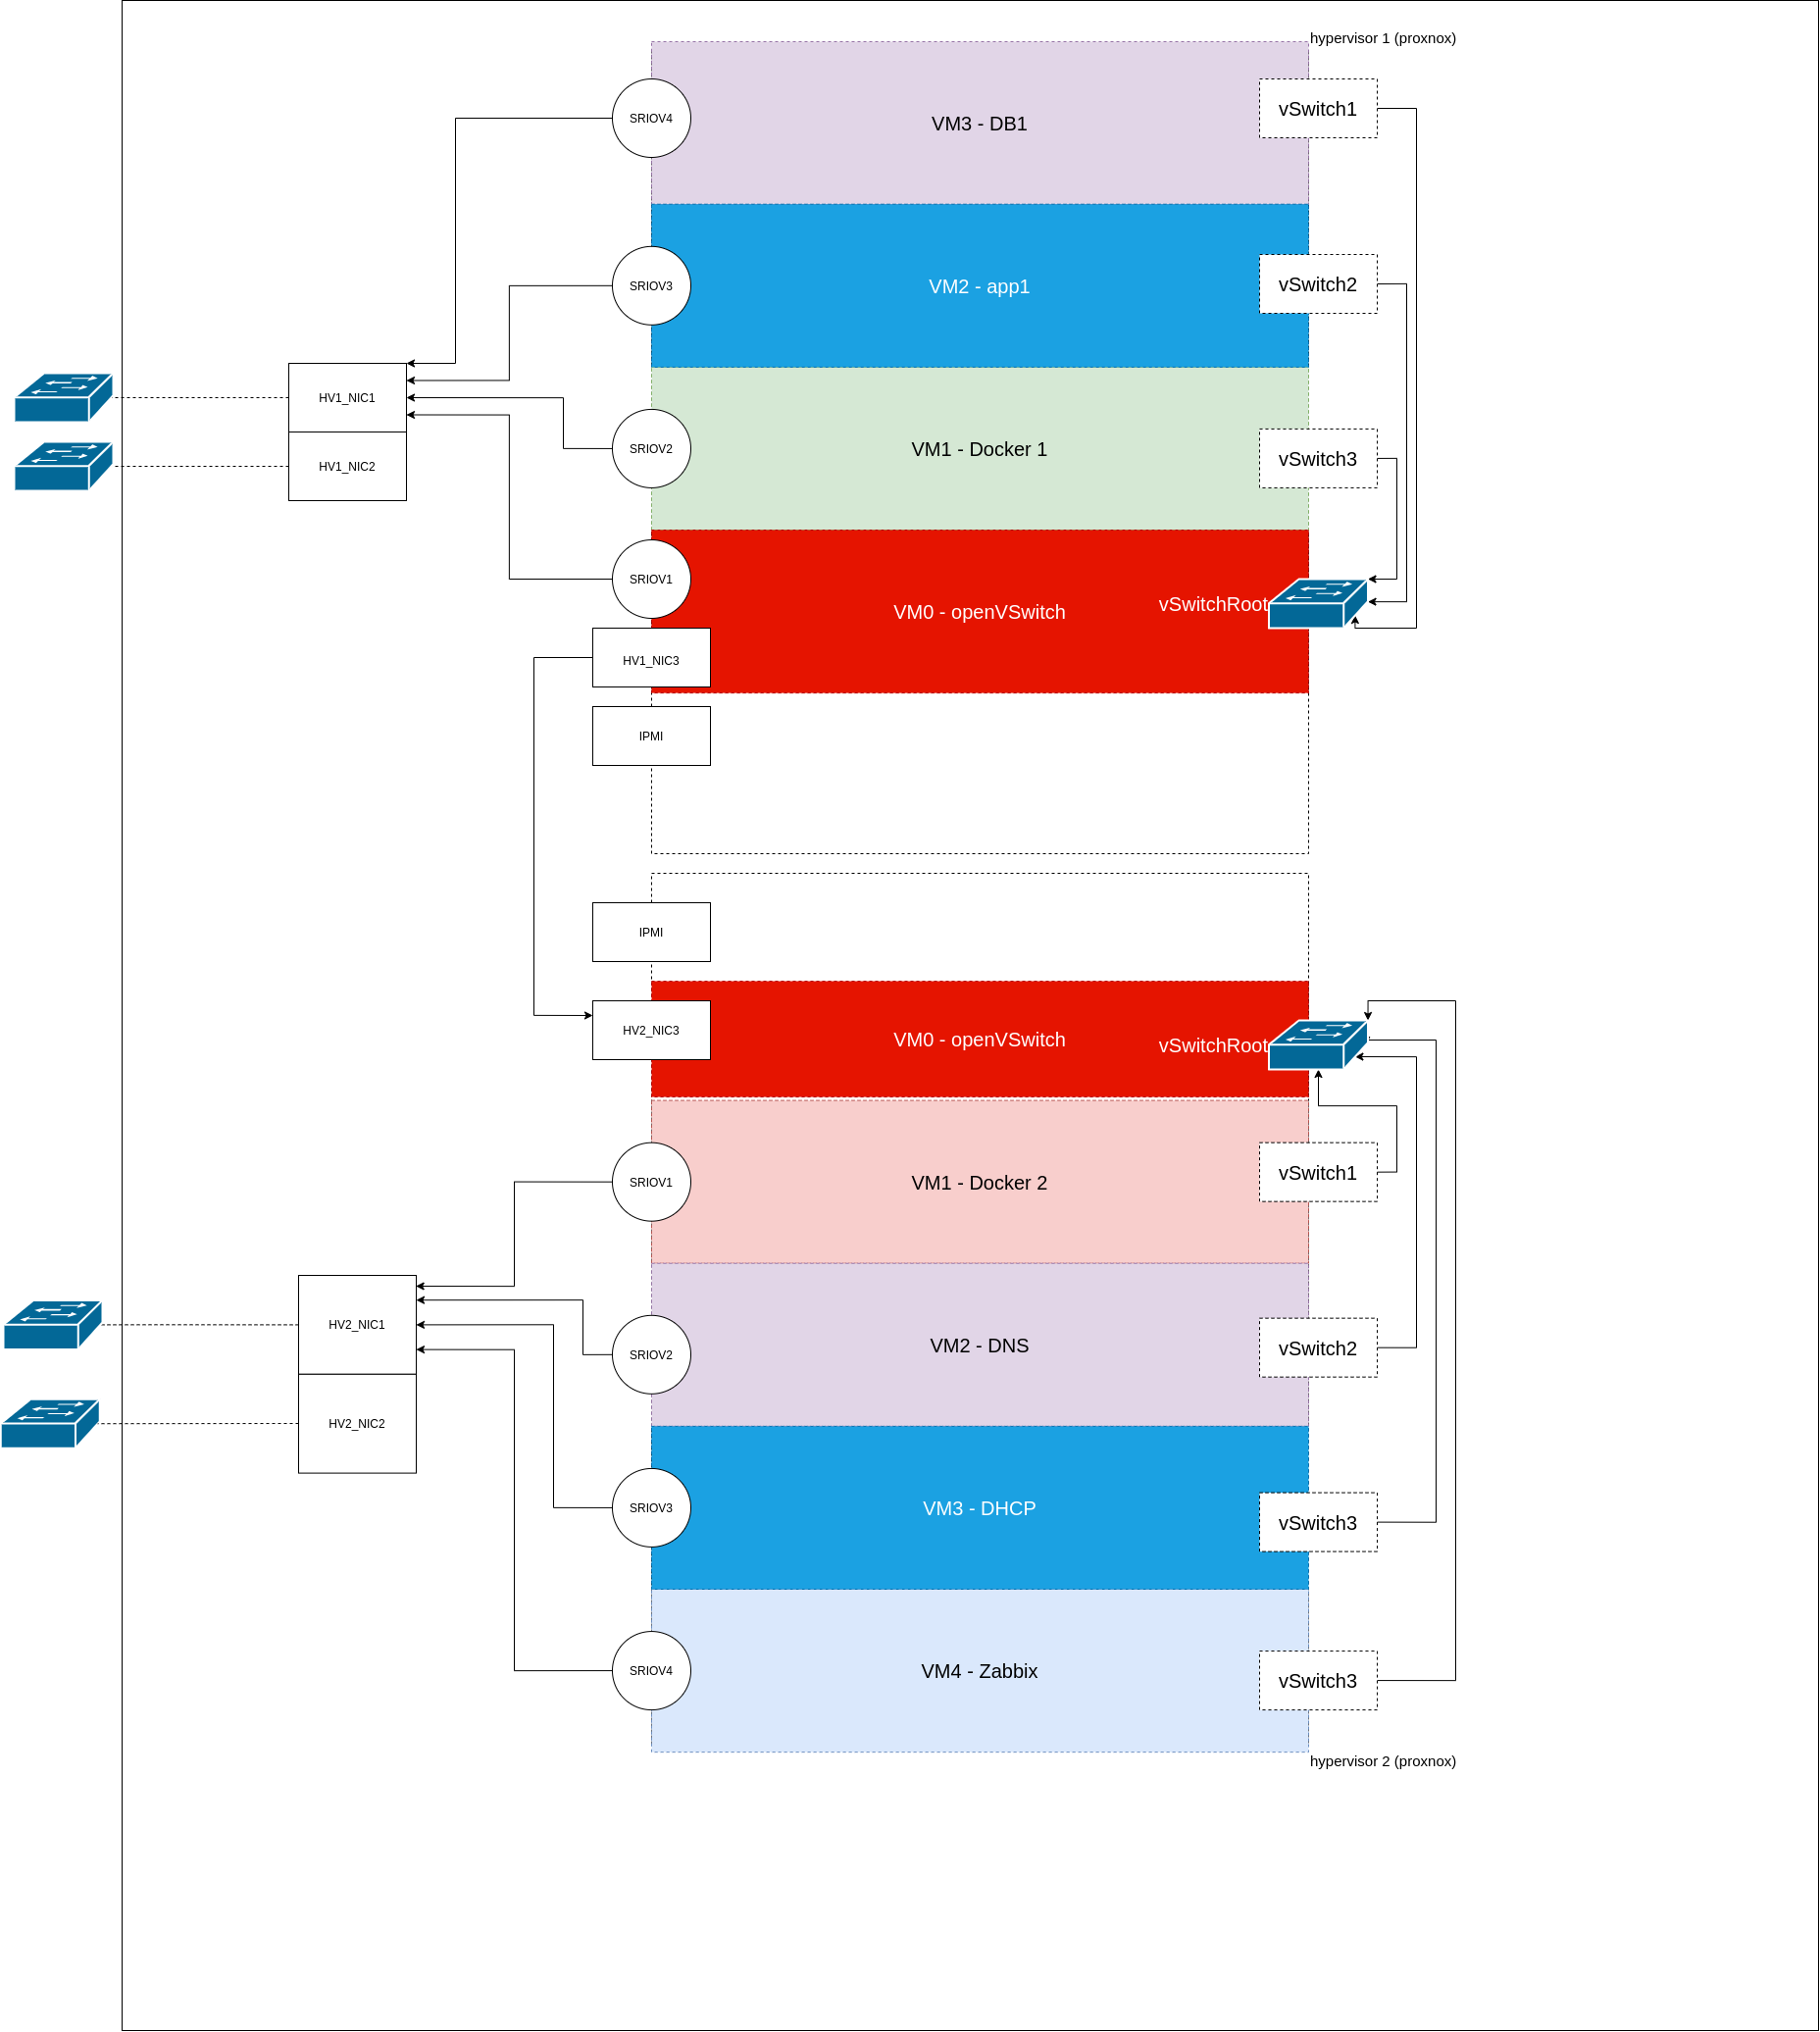 hypervisor 1 (proxnox)
SRIOV4
VM3 - DB1
vSwitch1
SRIOV3
VM2 - app1
vSwitch2
HV1_NIC1
HV1_NIC2
SRIOV2
VM1 - Docker 1
vSwitch3
SRIOV1
VM0 - openVSwitch
vSwitchRoot
HV1_NIC3
IPMI
IPMI
HV2_NIC3
VM0 - openVSwitch
vSwitchRoot
SRIOV1
VM1 - Docker 2
vSwitch1
HV2_NIC1
HV2_NIC2
SRIOV2
VM2 - DNS
vSwitch2
SRIOV3
VM3 - DHCP
vSwitch3
SRIOV4
VM4 - Zabbix
vSwitch3
hypervisor 2 (proxnox)